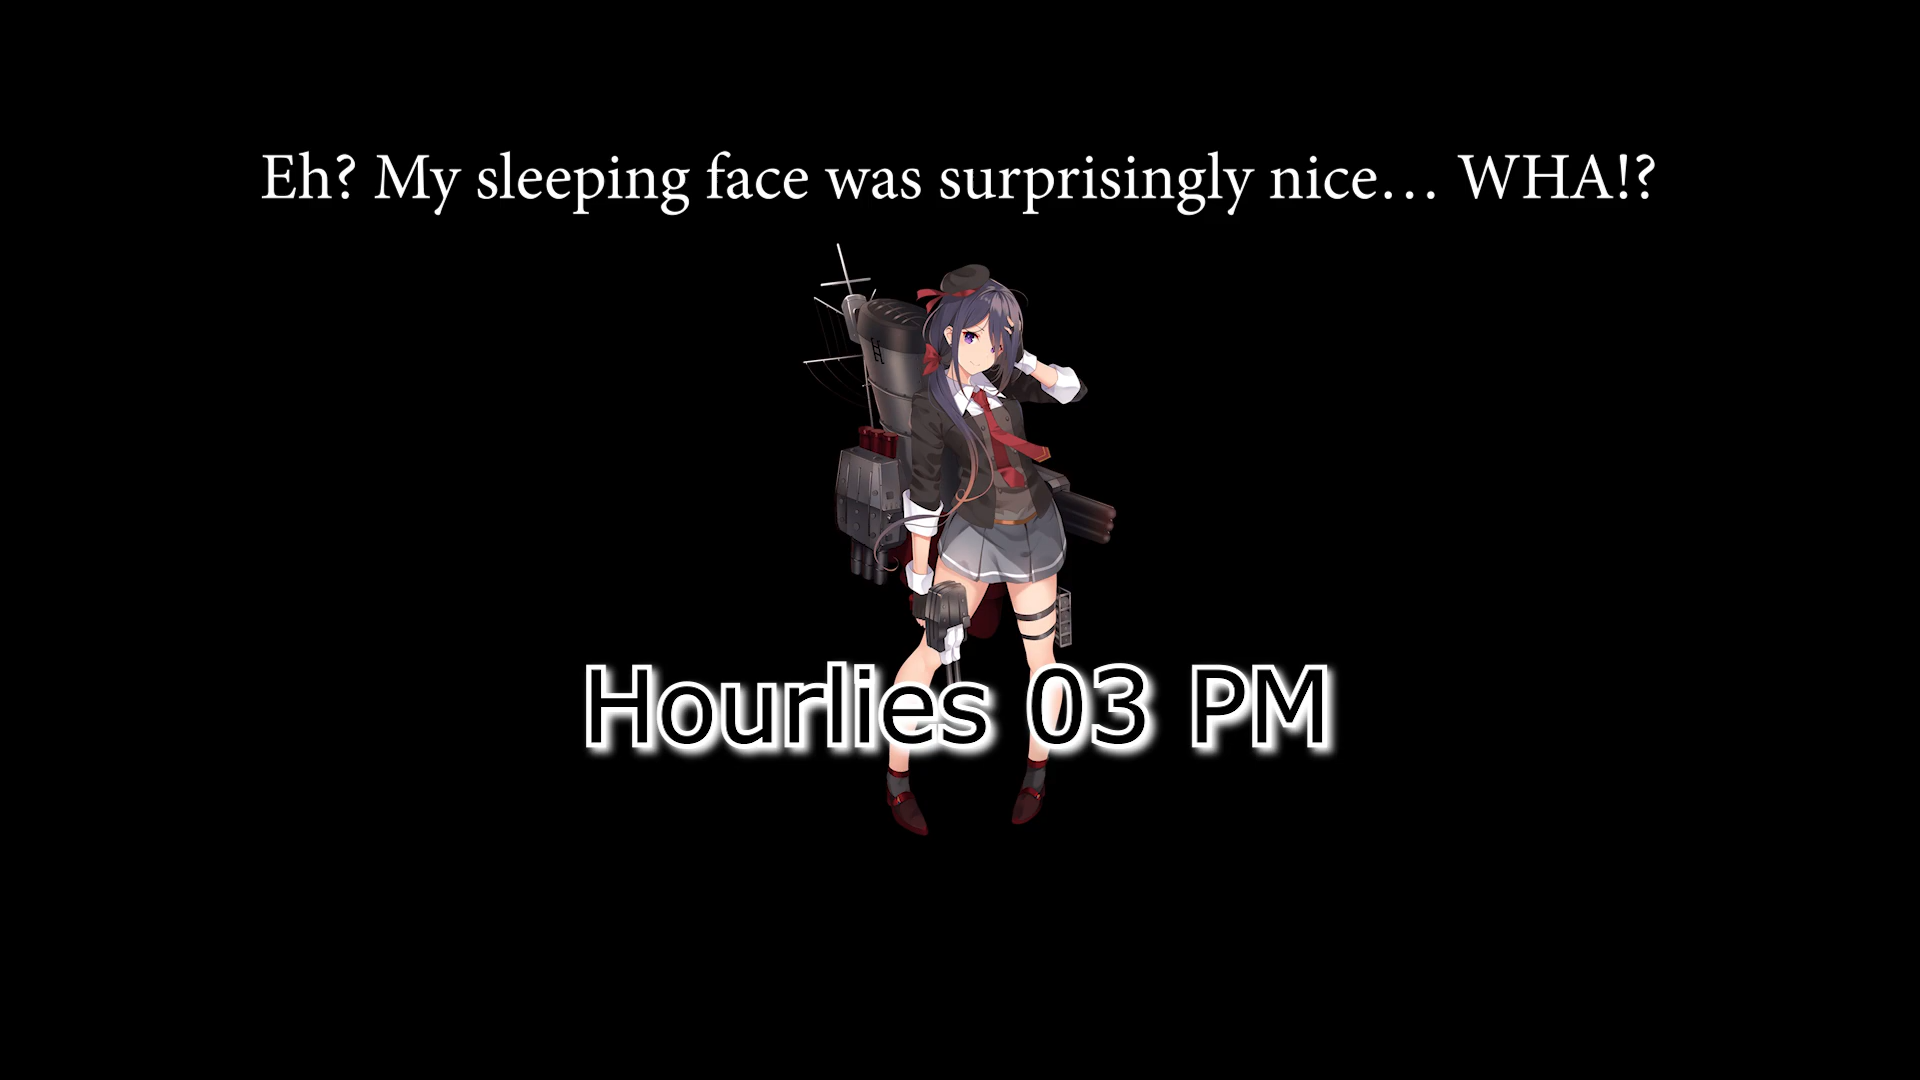 Eh? My sleeping face was surprisingly nice… WHA!?
Hourlies 03 PM